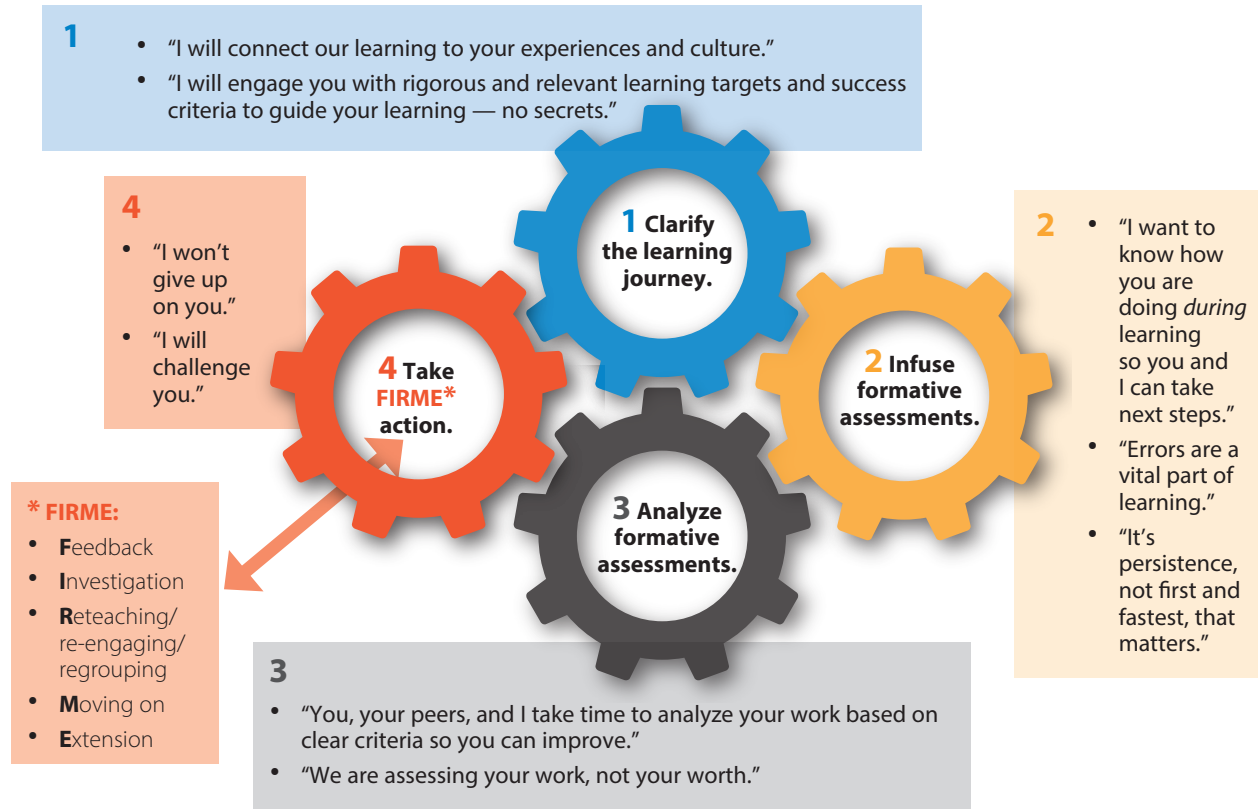 1
• “I will connect our learning to your experiences and culture.”
• “I will engage you with rigorous and relevant learning targets and success
criteria to guide your learning — no secrets.”
1 Clarify
the learning
journey.
2 Infuse
formative
assessments.
3 Analyze
formative
assessments.
4 Take
FIRME*
action.
2
• “I want to
know how
you are
doing during
learning
so you and
I can take
next steps.”
• “Errors are a
vital part of
learning.”
• “It's
persistence,
not first and
fastest, that
matters.”
3
• “You, your peers, and I take time to analyze your work based on
clear criteria so you can improve.”
• “We are assessing your work, not your worth.”
4
• “I won't
give up
on you.”
• “I will
challenge
you.”
* FIRME:
• Feedback
• Investigation
• Reteaching/
re-engaging/
regrouping
• Moving on
• Extension